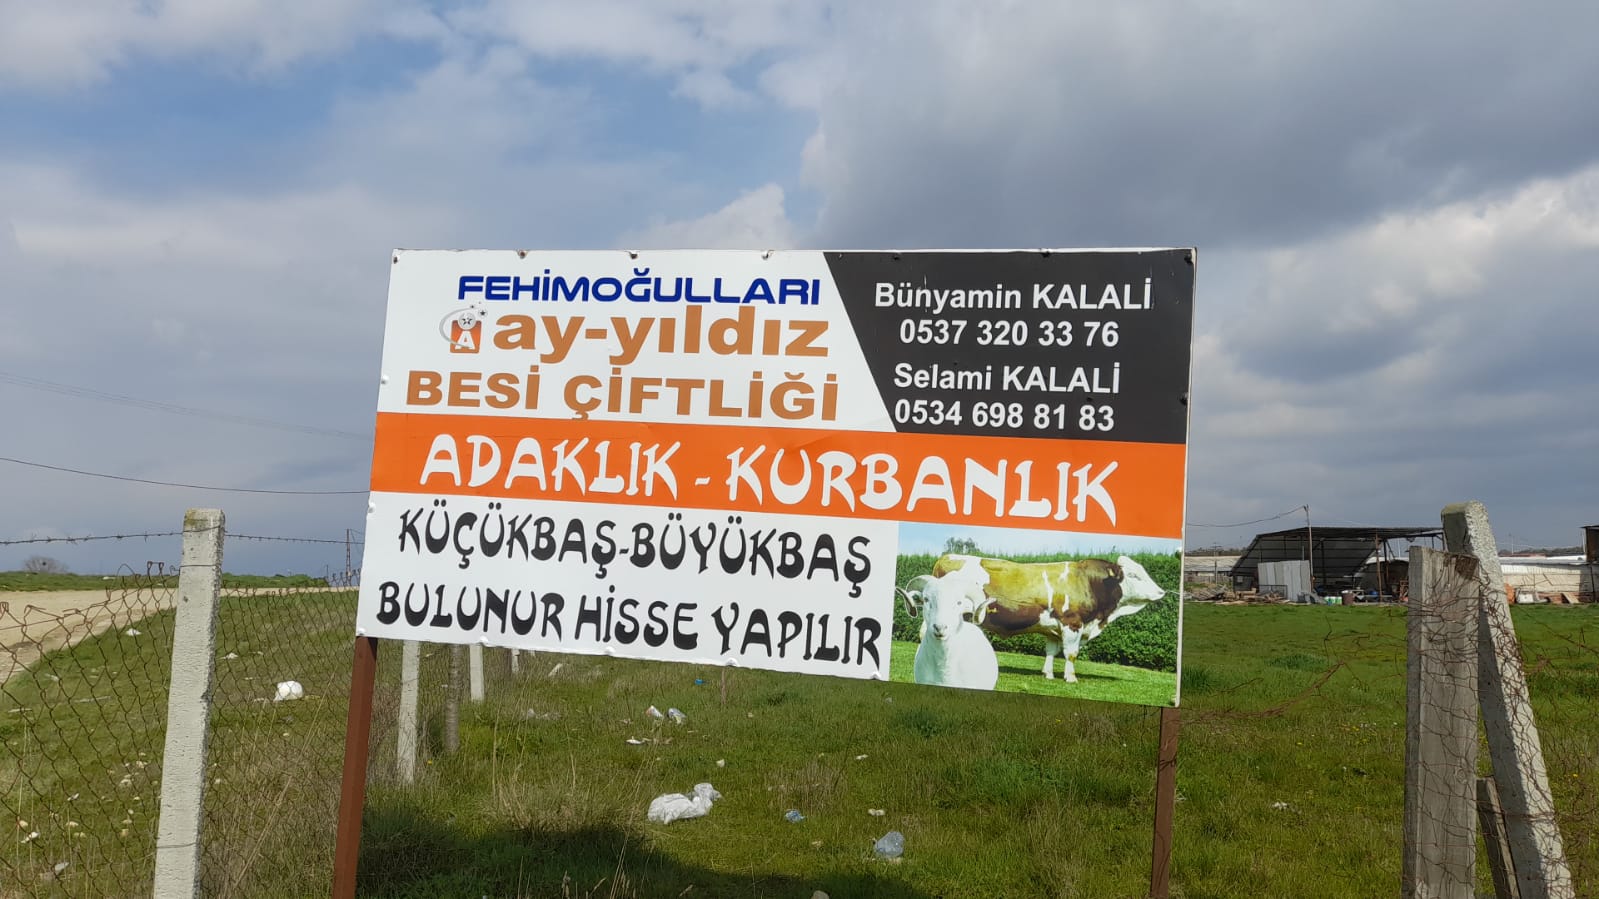 FEHİMOĞULLARI
ay-yıldız
BESİ ÇİFTLİĞİ
Bünyamin KALALİ
0537 320 33 76
Selami KALALİ
0534 698 81 83
ADAKLIK - KURBANLIK
KÜÇÜKBAŞ-BÜYÜKBAŞ
BULUNUR HİSSE YAPILIR